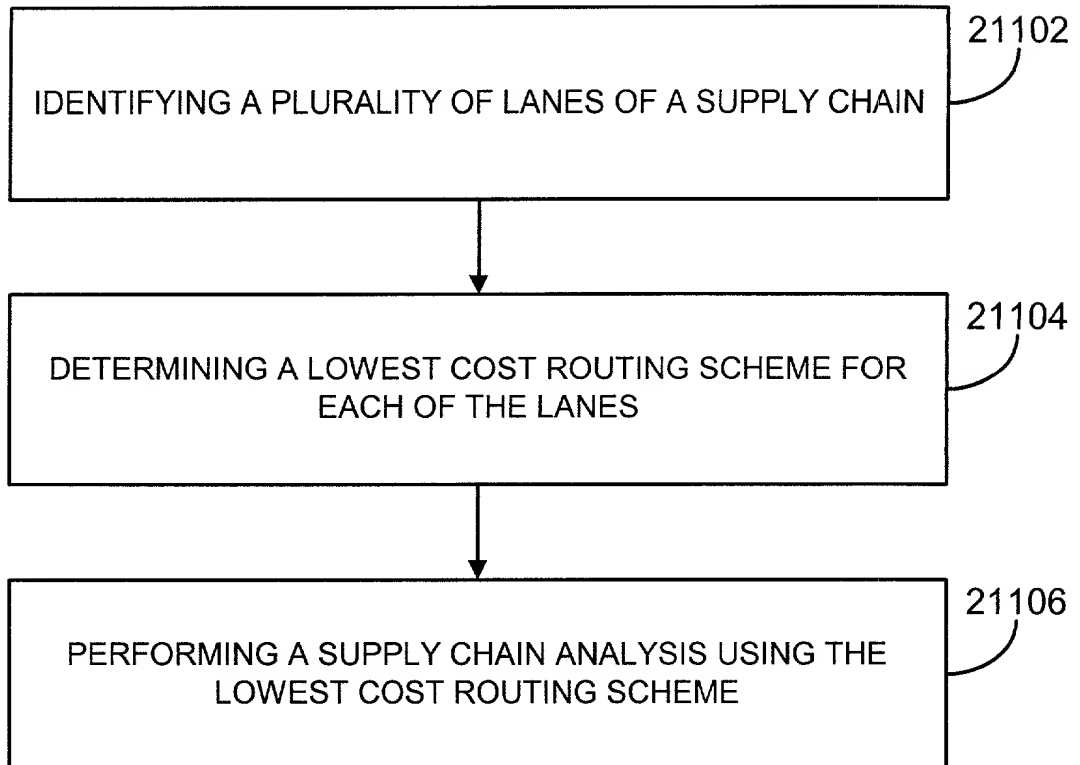 21102
IDENTIFYING A PLURALITY OF LANES OF A SUPPLY CHAIN
21104
DETERMINING A LOWEST COST ROUTING SCHEME FOR
EACH OF THE LANES
21106
PERFORMING A SUPPLY CHAIN ANALYSIS USING THE
LOWEST COST ROUTING SCHEME